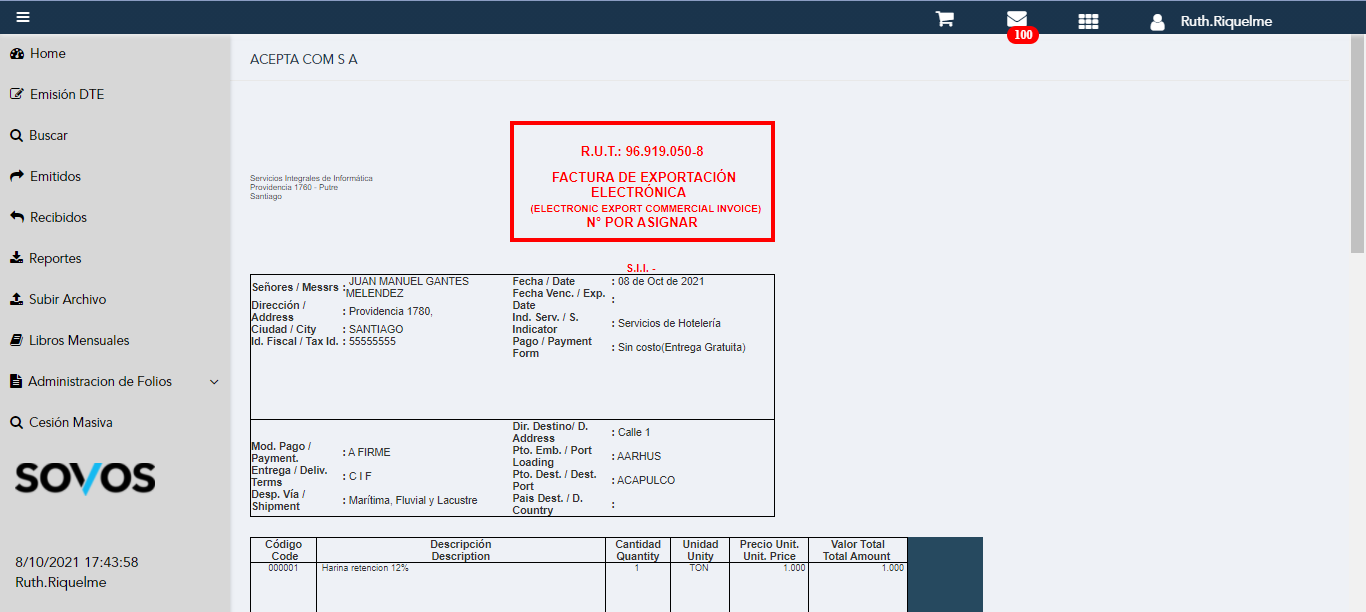 Ruth.Riquelme
100
Home
Emisión DTE
Buscar
Emitidos
Recibidos
Reportes
Subir Archivo
Libros Mensuales
Administracion de Folios
Cesión Masiva
SOVOS
8/10/2021 17:43:58
Ruth.Riquelme
ACEPTA COM S A
Servicios Integrales de Informática
Providencia 1760 - Putre
Santiago
R.U.T.: 96.919.050-8
FACTURA DE EXPORTACIÓN
ELECTRÓNICA
(ELECTRONIC EXPORT COMMERCIAL INVOICE)
N° POR ASIGNAR
S.I.I. -
Señores / Messrs : JUAN MANUEL GANTES
MELENDEZ
Dirección /
Address : Providencia 1780,
Ciudad / City : SANTIAGO
Id. Fiscal / Tax Id. : 55555555
Fecha / Date : 08 de Oct de 2021
Fecha Venc. / Exp.
Date :
Ind. Serv. / S.
Indicator : Servicios de Hotelería
Pago / Payment
Form : Sin costo(Entrega Gratuita)
Mod. Pago /
Payment. : A FIRME
Entrega / Deliv.
Terms : C I F
Desp. Vía /
Shipment : Marítima, Fluvial y Lacustre
Dir. Destino/ D.
Address : Calle 1
Pto. Emb. / Port
Loading : AARHUS
Pto. Dest. / Dest.
Port : ACAPULCO
Pais Dest. / D.
Country :
Código Descripción Cantidad Unidad Precio Unit. Valor Total
Code Description Quantity Unity Unit. Price Total Amount
000001 Harina retencion 12% 1 TON 1.000 1.000